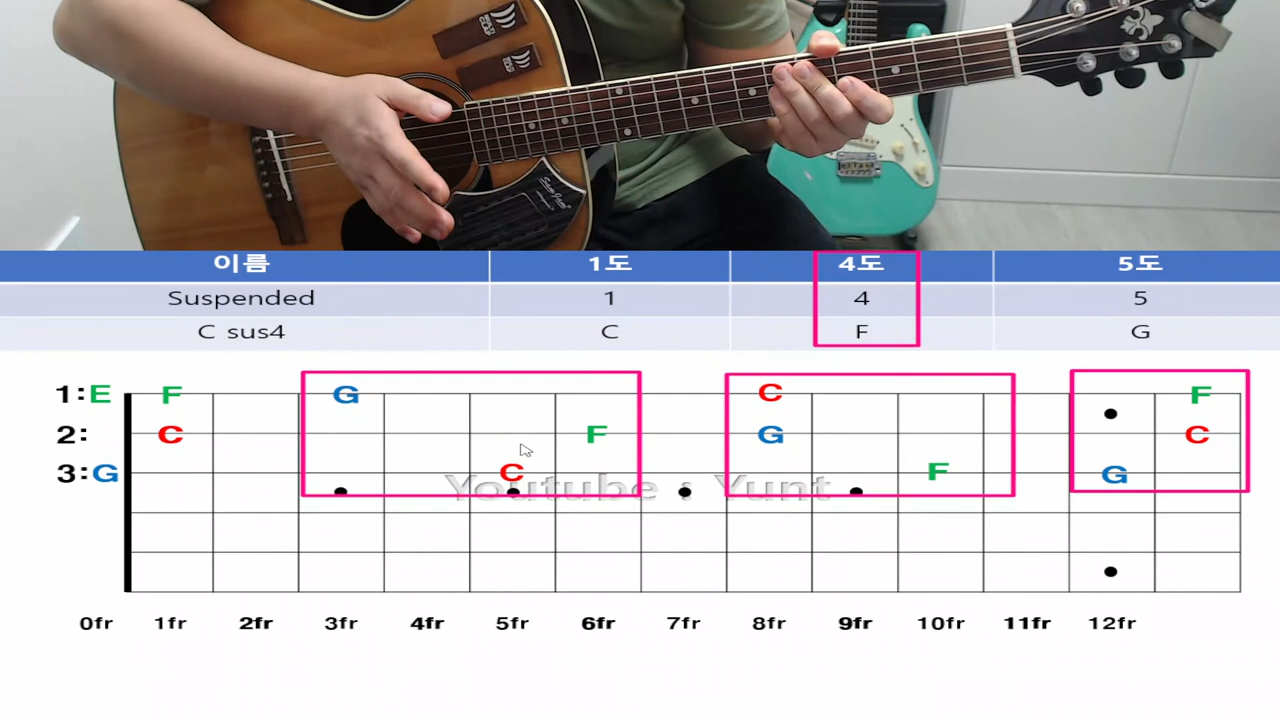 이름 1도 4도 5도
Suspended 1 4 5
C sus4 C F G
1: E F G C F
2: C F G C
3: G C F G
Youtube : Yunt
0fr 1fr 2fr 3fr 4fr 5fr 6fr 7fr 8fr 9fr 10fr 11fr 12fr